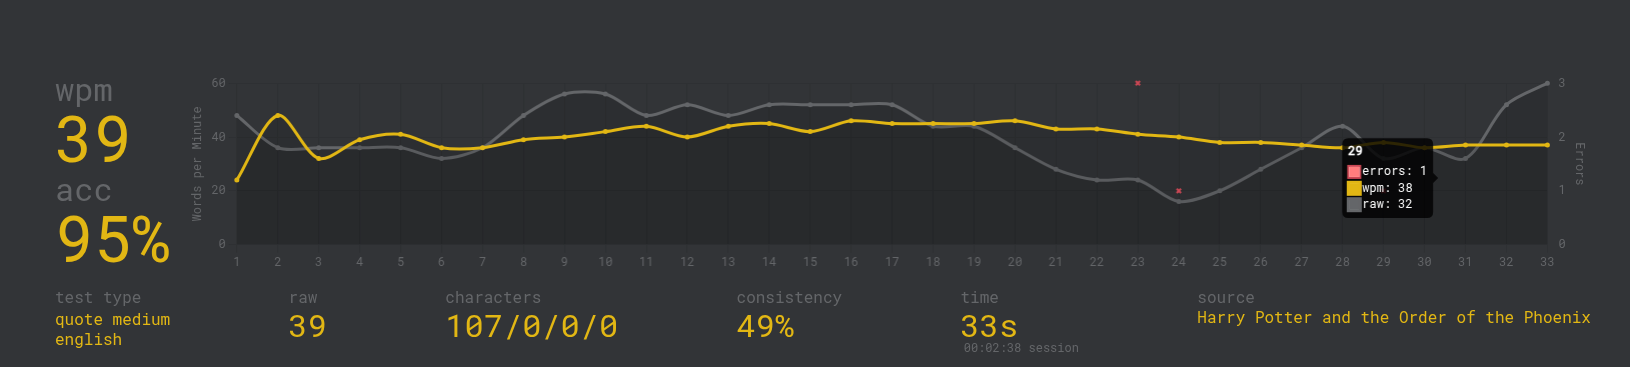 wpm
39
acc
95%
Words per Minute
60
40
20
0
Errors
3
2
1
0
1 2 3 4 5 6 7 8 9 10 11 12 13 14 15 16 17 18 19 20 21 22 23 24 25 26 27 28 29 30 31 32 33
29
errors: 1
wpm: 38
raw: 32
test type
quote medium
english
raw
39
characters
107/0/0/0
consistency
49%
time
33s
00:02:38 session
source
Harry Potter and the Order of the Phoenix